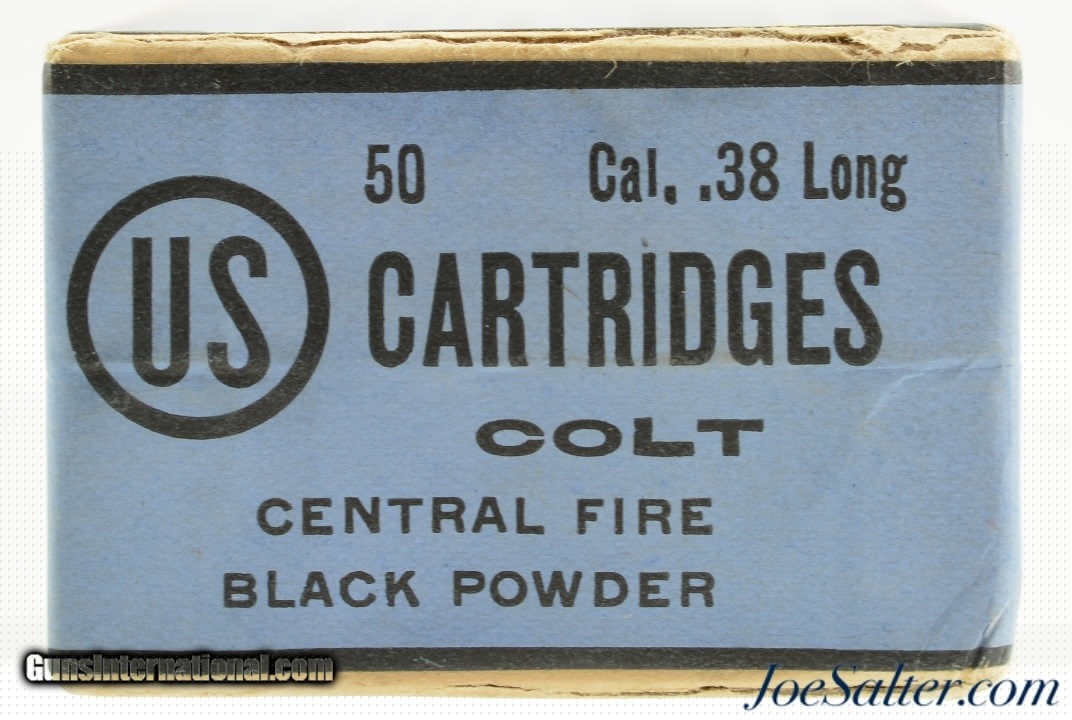 50 Cal. .38 Long
US CARTRIDGES
COLT
CENTRAL FIRE
BLACK POWDER
GunsInternational.com
JoeSalter.com